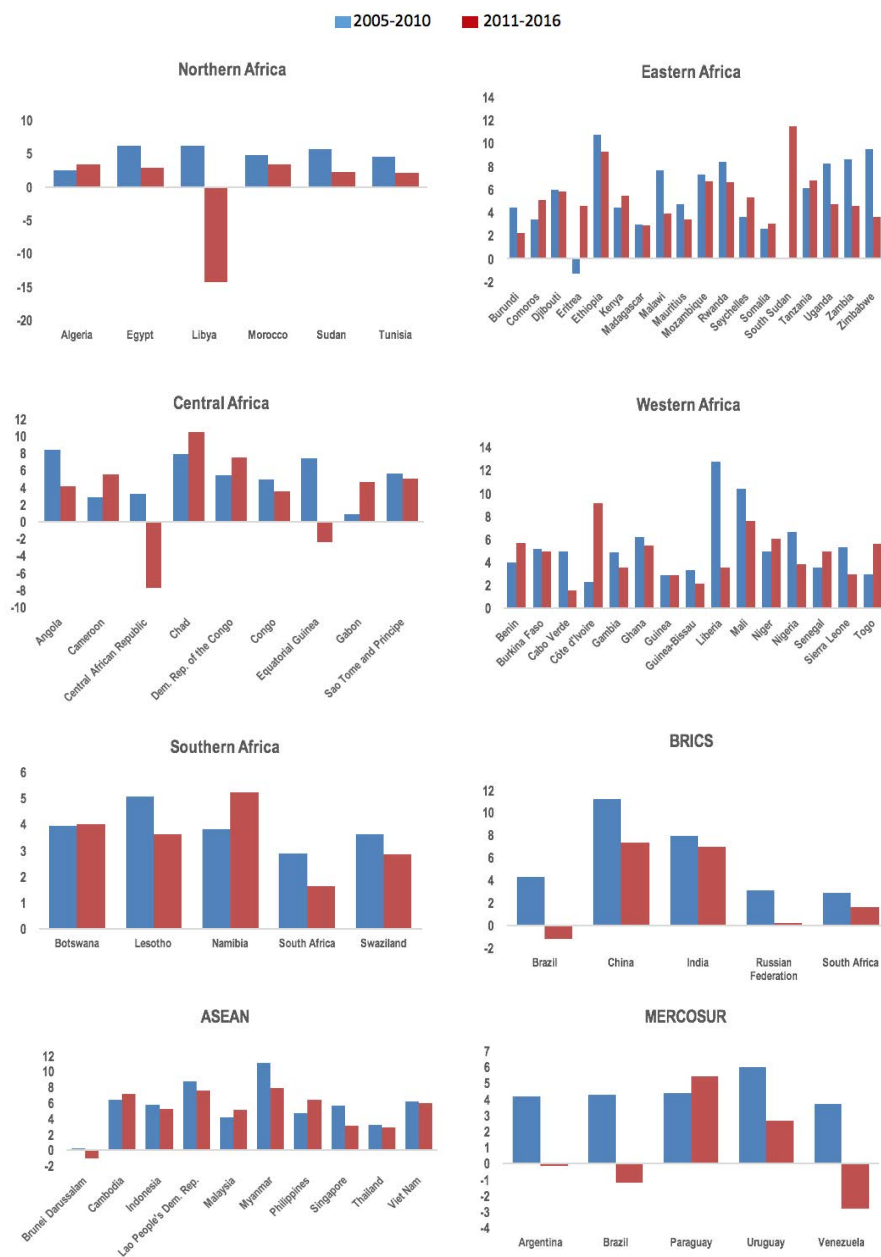 2005-2010 2011-2016
Northern Africa
10
5
0
-5
-10
-15
-20
Algeria Egypt Libya Morocco Sudan Tunisia
Eastern Africa
14
12
10
8
6
4
2
0
-2
Burundi
Comoros
Djibouti
Eritrea
Ethiopia
Kenya
Madagascar
Malawi
Mauritius
Mozambique
Rwanda
Seychelles
Somalia
South Sudan
Tanzania
Uganda
Zambia
Zimbabwe
Central Africa
12
10
8
6
4
2
0
-2
-4
-6
-8
-10
Angola
Cameroon
Central African Republic
Chad
Dem. Rep. of the Congo
Congo
Equatorial Guinea
Gabon
Sao Tome and Principe
Western Africa
14
12
10
8
6
4
2
0
Benin
Burkina Faso
Cabo Verde
Côte d'Ivoire
Gambia
Ghana
Guinea
Guinea-Bissau
Liberia
Mali
Niger
Nigeria
Senegal
Sierra Leone
Togo
Southern Africa
6
5
4
3
2
1
0
Botswana Lesotho Namibia South Africa Swaziland
BRICS
12
10
8
6
4
2
0
-2
Brazil China India Russian South Africa
Federation
ASEAN
12
10
8
6
4
2
0
-2
Brunei Darussalam
Cambodia
Indonesia
Lao People's Dem. Rep.
Malaysia
Myanmar
Philippines
Singapore
Thailand
Viet Nam
MERCOSUR
7
6
5
4
3
2
1
0
-1
-2
-3
-4
Argentina Brazil Paraguay Uruguay Venezuela